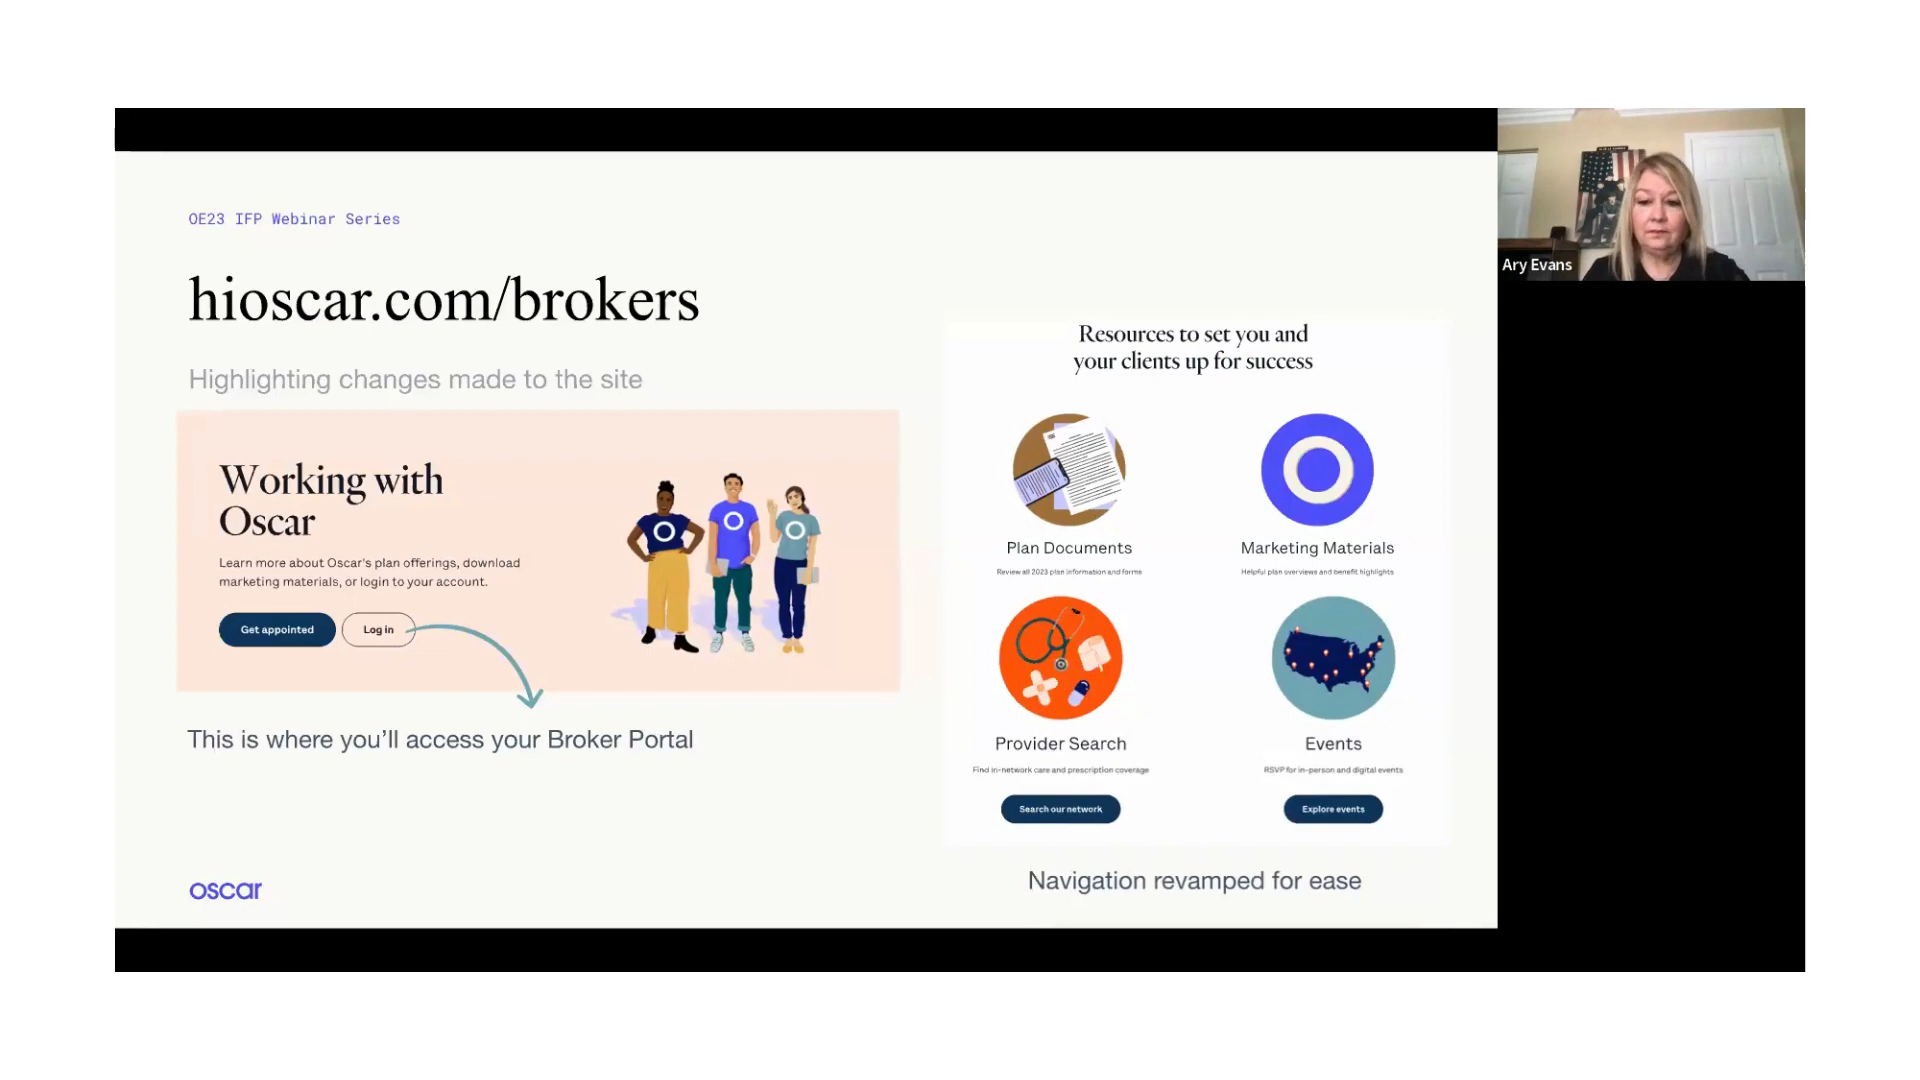 OE23 IFP Webinar Series
hioscar.com/brokers
Highlighting changes made to the site
Working with
Oscar
Learn more about Oscar's plan offerings, download
marketing materials, or login to your account.
Get appointed
Log in
This is where you'll access your Broker Portal
oscar
Resources to set you and
your clients up for success
Plan Documents
Review all 2023 plan information and forms
Marketing Materials
Helpful plan overviews and benefit highlights
Provider Search
Find in-network care and prescription coverage
Search our network
Events
RSVP for in-person and digital events
Explore events
Navigation revamped for ease
Ary Evans